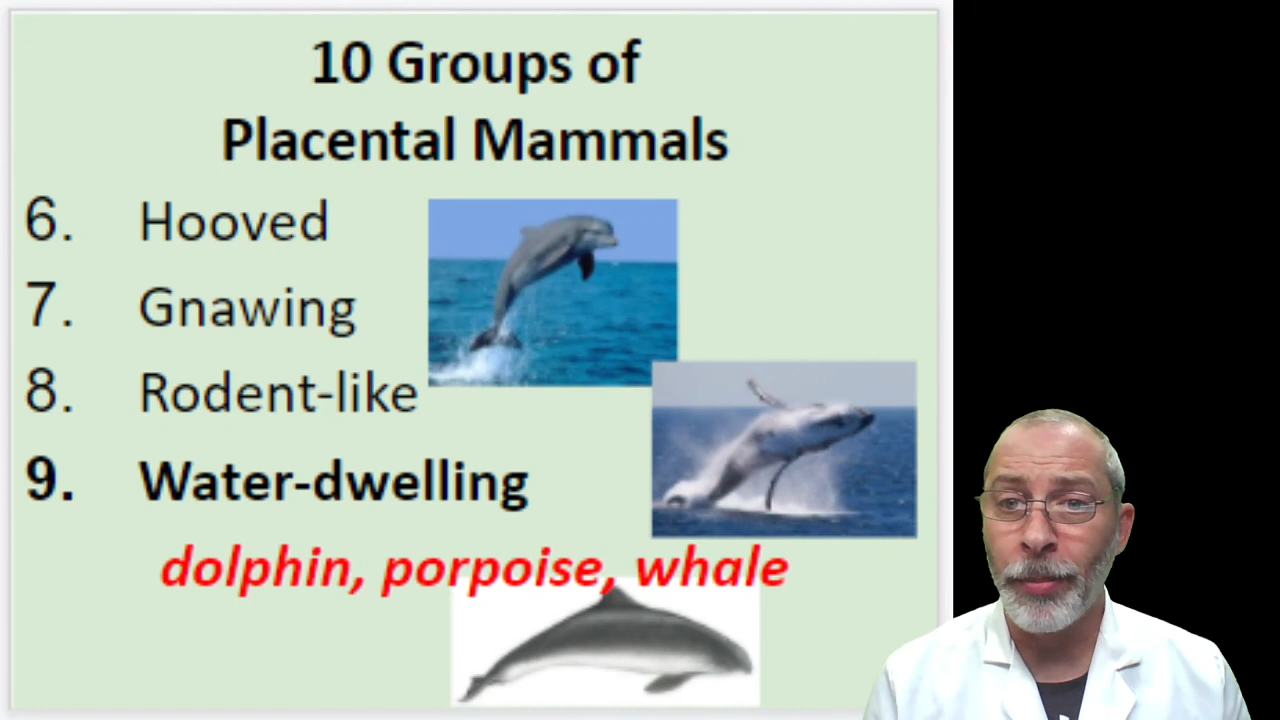 10 Groups of
Placental Mammals
6. Hooved
7. Gnawing
8. Rodent-like
9. Water-dwelling
dolphin, porpoise, whale